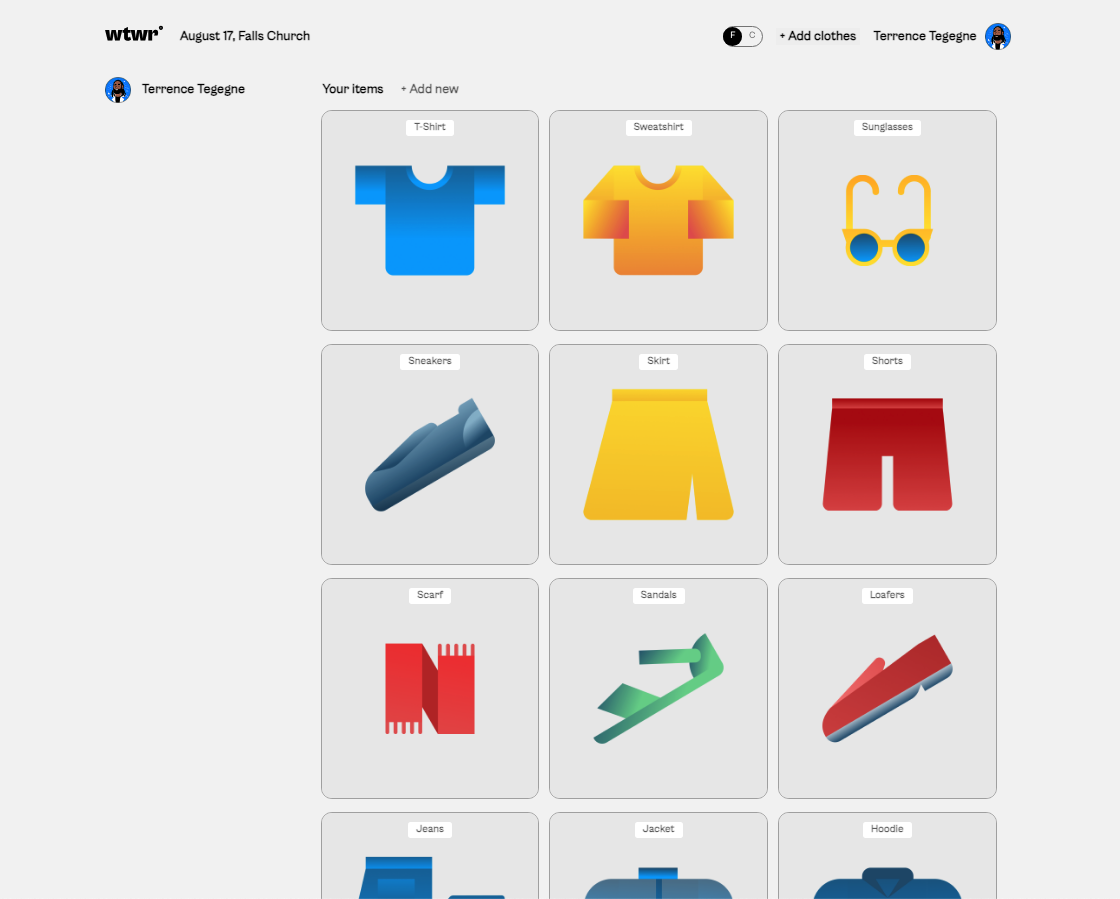 wtwr° August 17, Falls Church F C + Add clothes Terrence Tegegne
Terrence Tegegne Your items + Add new
T-Shirt Sweatshirt Sunglasses
Sneakers Skirt Shorts
Scarf Sandals Loafers
Jeans Jacket Hoodie